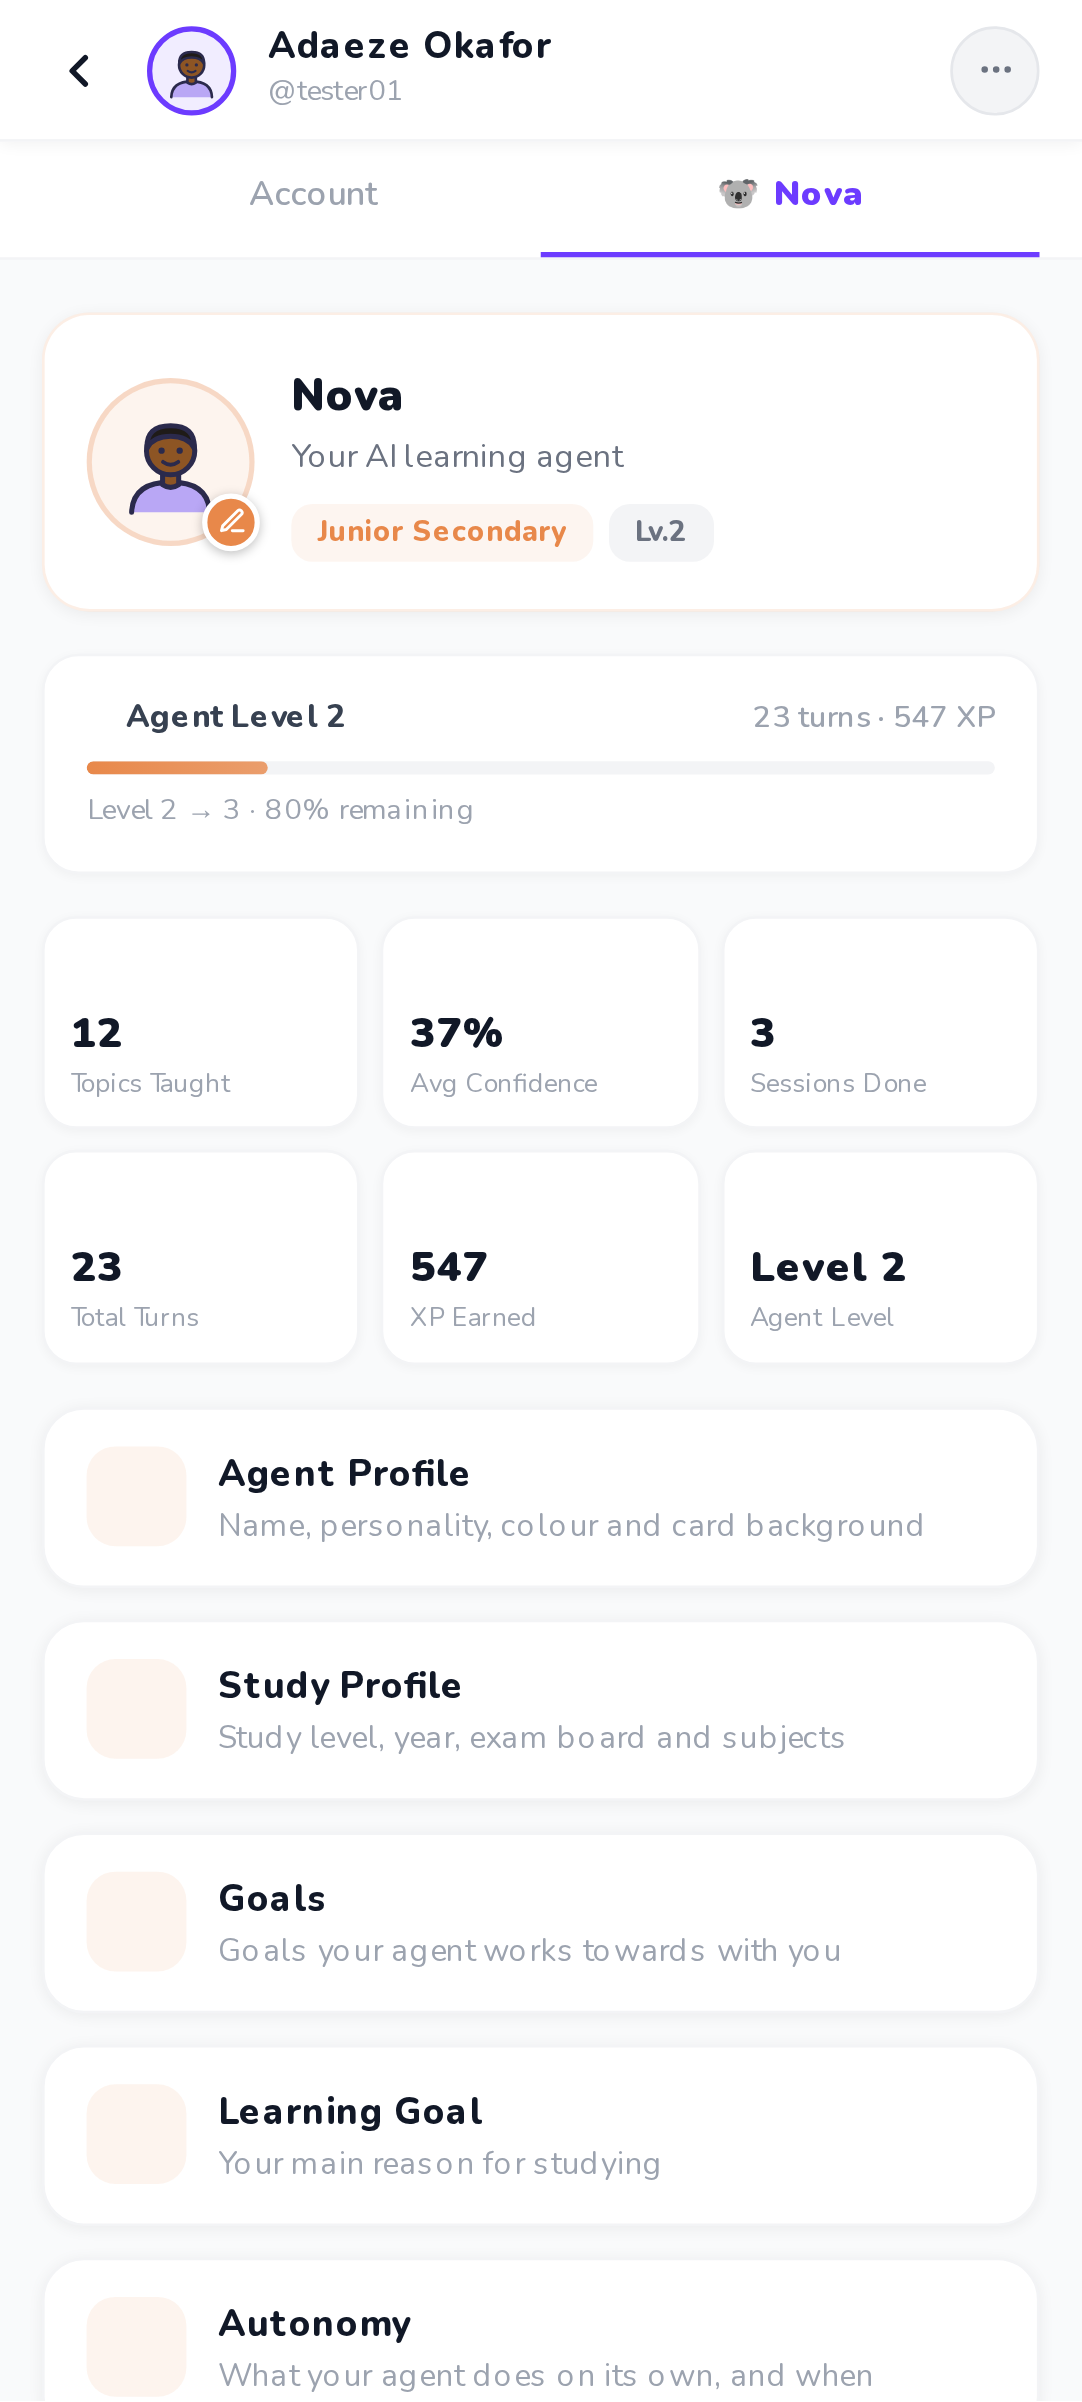 Adaeze Okafor
@tester01
Account
Nova
Nova
Your AI learning agent
Junior Secondary
Lv.2
Agent Level 2
23 turns · 547 XP
Level 2 → 3 · 80% remaining
12
Topics Taught
37%
Avg Confidence
3
Sessions Done
23
Total Turns
547
XP Earned
Level 2
Agent Level
Agent Profile
Name, personality, colour and card background
Study Profile
Study level, year, exam board and subjects
Goals
Goals your agent works towards with you
Learning Goal
Your main reason for studying
Autonomy
What your agent does on its own, and when